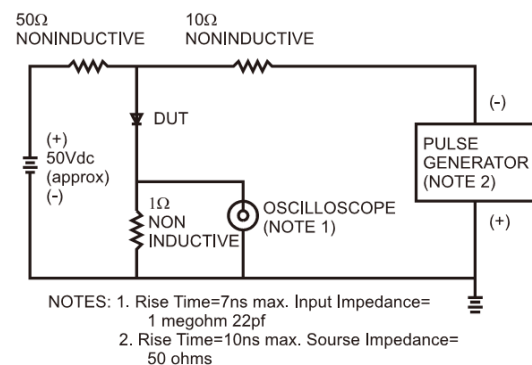 50Ω
NONINDUCTIVE
10Ω
NONINDUCTIVE
DUT
(+)
50Vdc
(approx)
(-)
1Ω
NON
INDUCTIVE
OSCILLOSCOPE
(NOTE 1)
(-)
PULSE
GENERATOR
(NOTE 2)
(+)
NOTES: 1. Rise Time=7ns max. Input Impedance=
1 megohm 22pf
2. Rise Time=10ns max. Sourse Impedance=
50 ohms